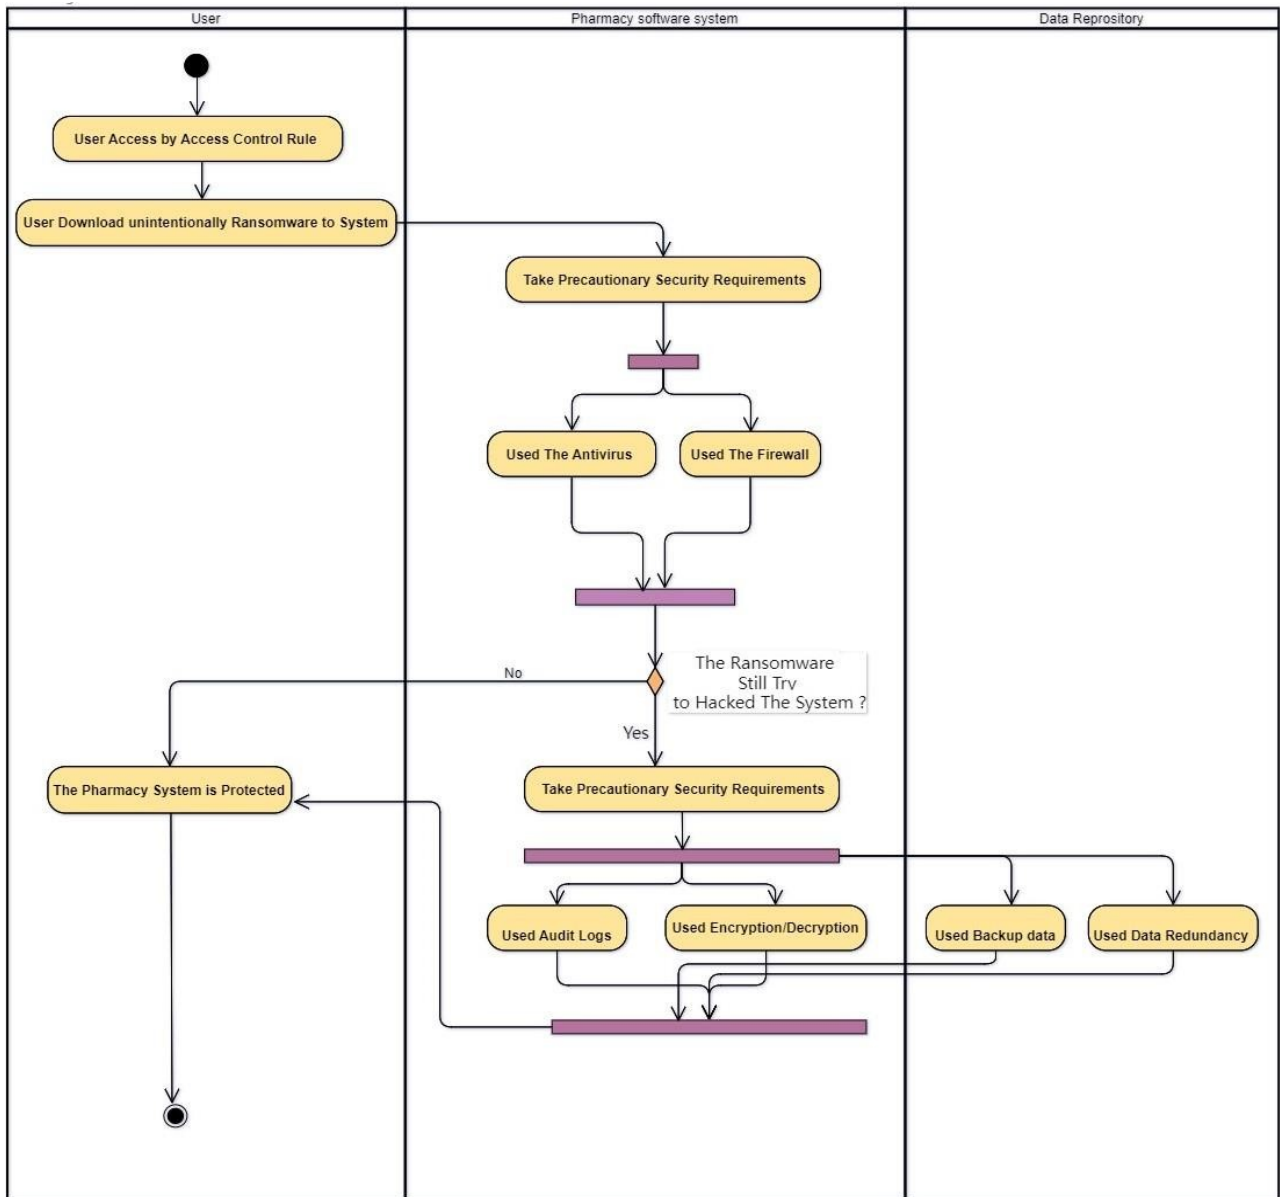 User
Pharmacy software system
Data Reprository
User Access by Access Control Rule
User Download unintentionally Ransomware to System
Take Precautionary Security Requirements
Used The Antivirus
Used The Firewall
The Ransomware
Still Trv
to Hacked The System ?
No
Yes
The Pharmacy System is Protected
Take Precautionary Security Requirements
Used Audit Logs
Used Encryption/Decryption
Used Backup data
Used Data Redundancy